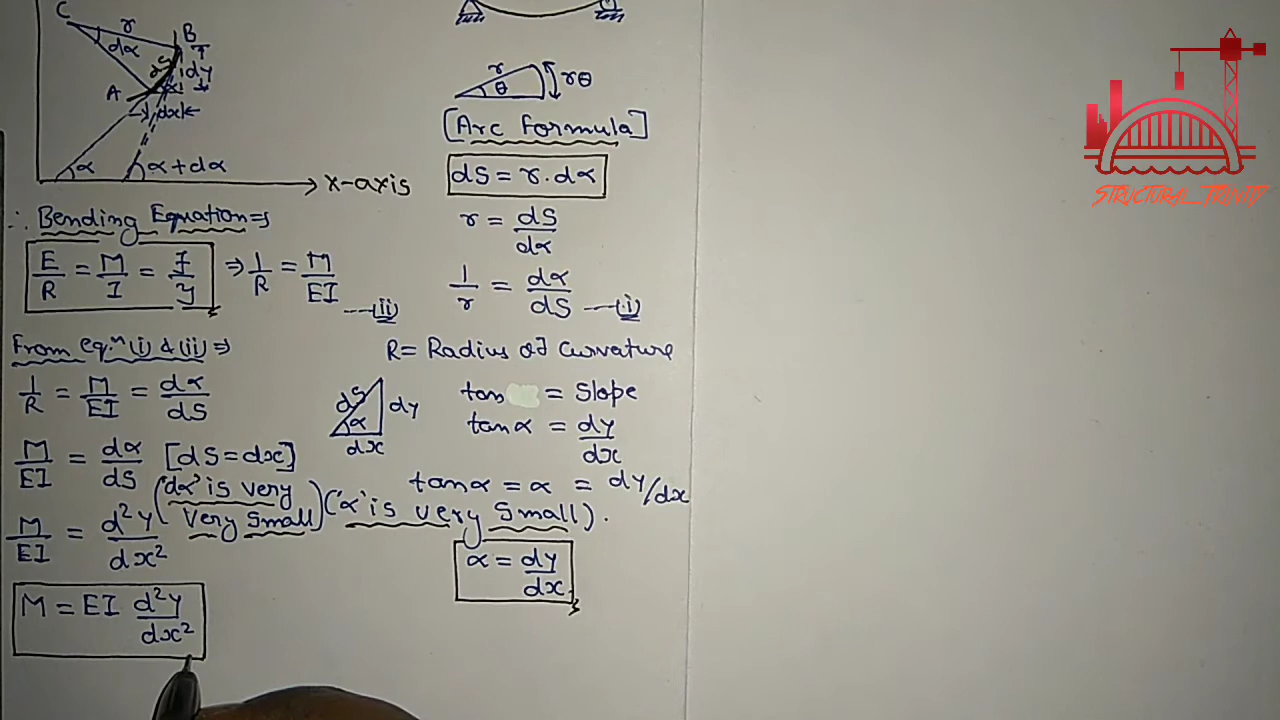 C
r
dα
B
dS
dy
α
A
dx
α
α+dα
x-axis
∴ Bending Equation ⇒
E/R = M/I = f/y ⇒ 1/R = M/EI ---(ii)
From eq.ⁿ (i) & (ii) ⇒
1/R = M/EI = dα/dS
M/EI = dα/dS [dS=dx]
('dα' is very Very Small)
M/EI = d²y/dx²
M = EI d²y/dx²
r
θ
rθ
[Arc Formula]
dS = r.dα
r = dS/dα
1/r = dα/dS ---(i)
R = Radius of Curvature
dS
α
dy
dx
tan = Slope
tanα = dy/dx
tanα = α = dy/dx
('α' is very Small).
α = dy/dx
STRUCTURAL_TRINITY